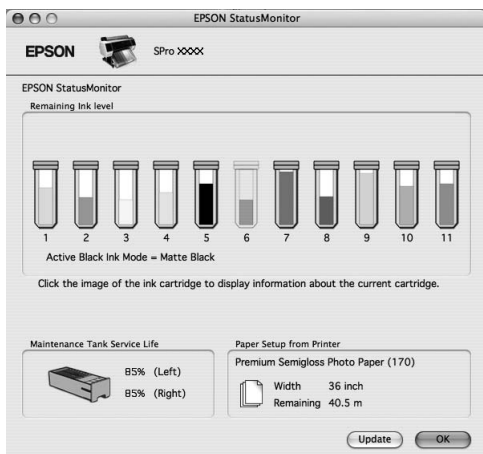 EPSON StatusMonitor
EPSON SPro XXXX
EPSON StatusMonitor
Remaining Ink level
1 2 3 4 5 6 7 8 9 10 11
Active Black Ink Mode = Matte Black
Click the image of the ink cartridge to display information about the current cartridge.
Maintenance Tank Service Life
85% (Left)
85% (Right)
Paper Setup from Printer
Premium Semigloss Photo Paper (170)
Width 36 inch
Remaining 40.5 m
Update OK